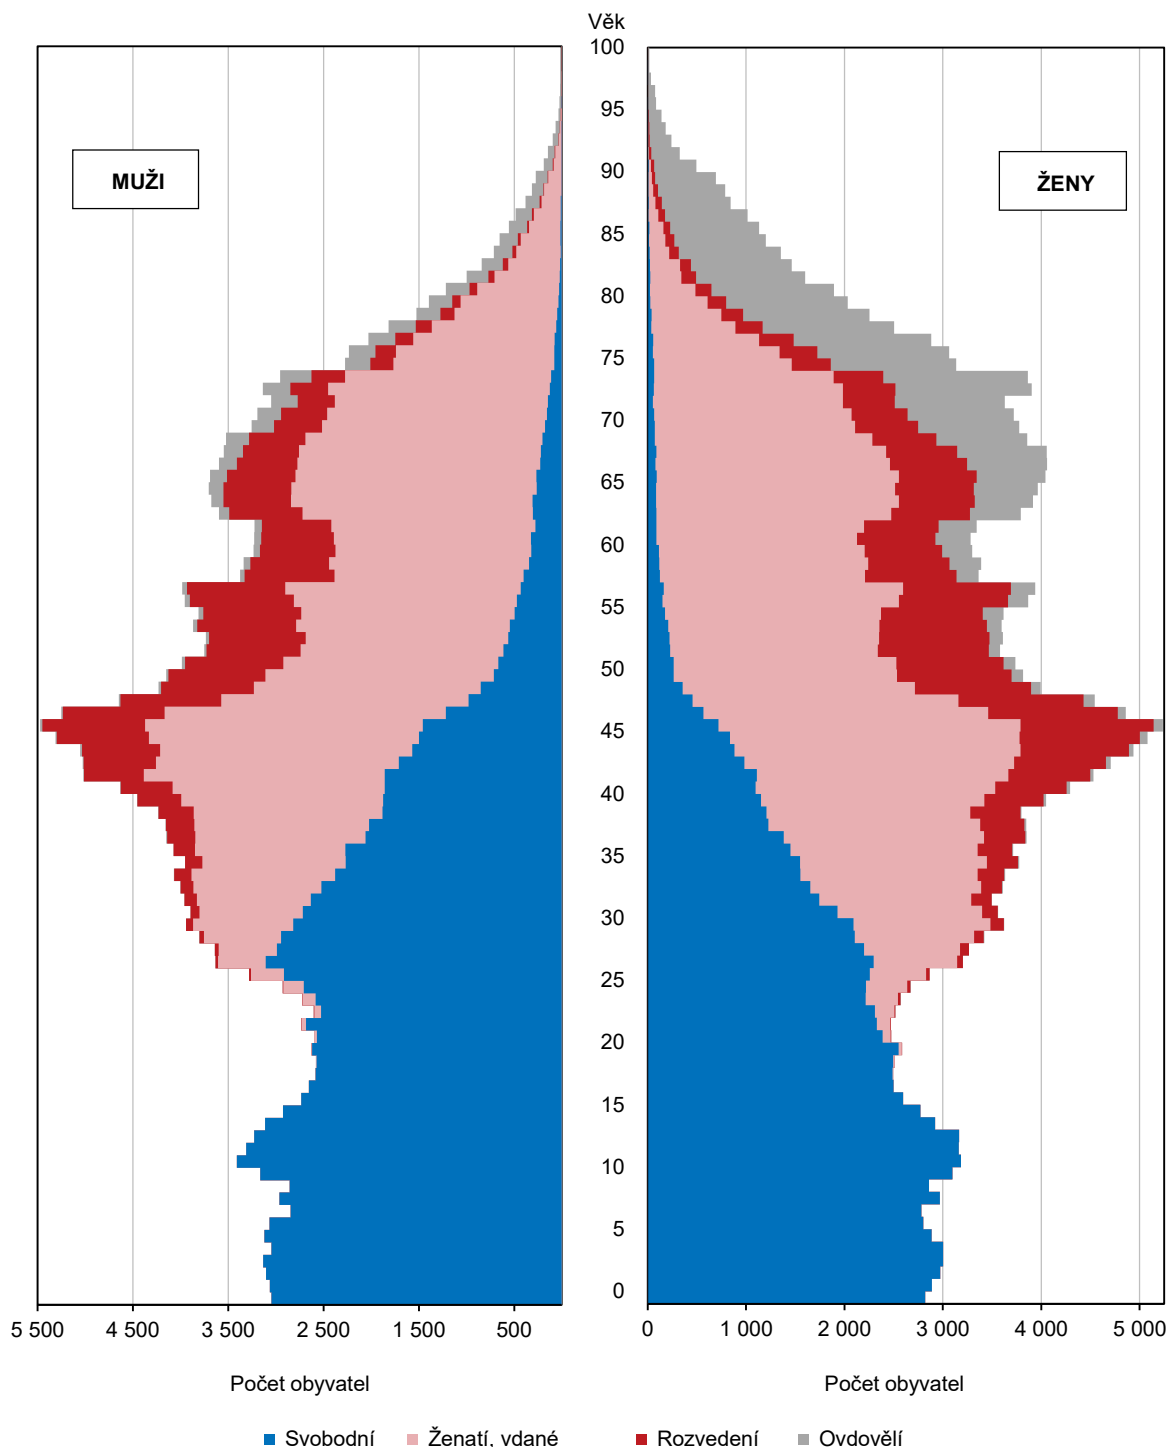 Věk
100
95
90
85
80
75
70
65
60
55
50
45
40
35
30
25
20
15
10
5
0
MUŽI
ŽENY
5 500 4 500 3 500 2 500 1 500 500
0 1 000 2 000 3 000 4 000 5 000
Počet obyvatel
Počet obyvatel
Svobodní Ženatí, vdané Rozvedení Ovdovělí